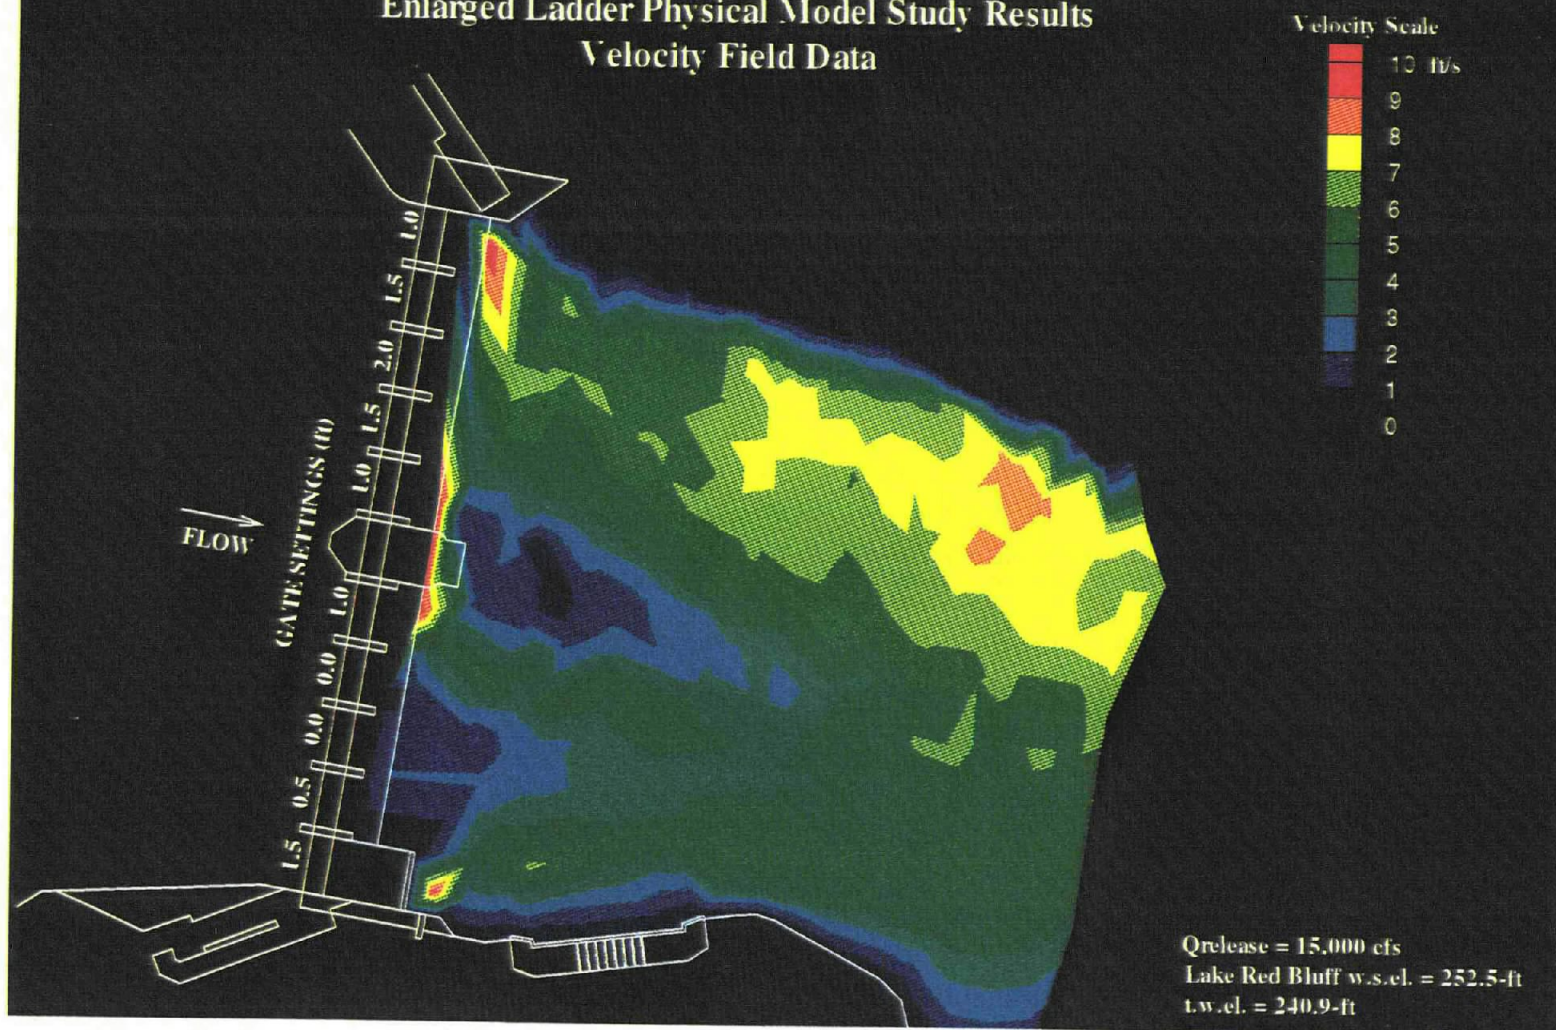 Enlarged Ladder Physical Model Study Results
Velocity Field Data
Velocity Scale
10 ft/s
9
8
7
6
5
4
3
2
1
0
1.0
1.5
2.0
1.5
1.0
1.0
0.0
0.0
0.5
1.5
GATE SETTINGS (ft)
FLOW
Qrelease = 15.000 cfs
Lake Red Bluff w.s.el. = 252.5-ft
t.w.el. = 240.9-ft